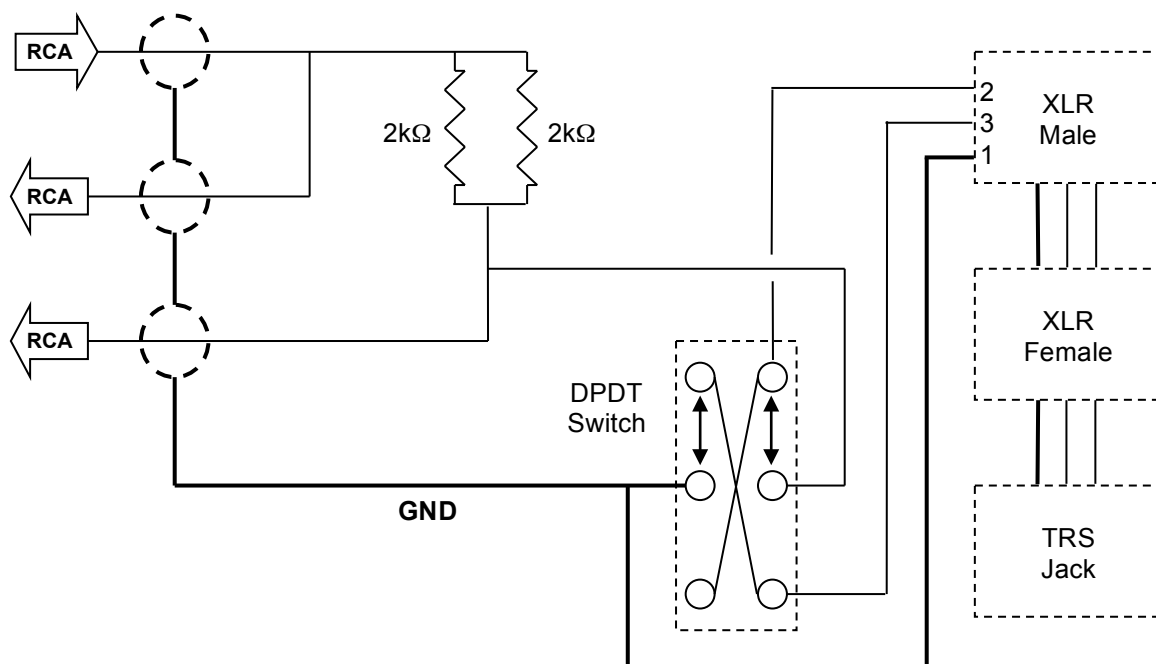 RCA
RCA
RCA
2kΩ
2kΩ
2
3
1
XLR
Male
XLR
Female
DPDT
Switch
GND
TRS
Jack